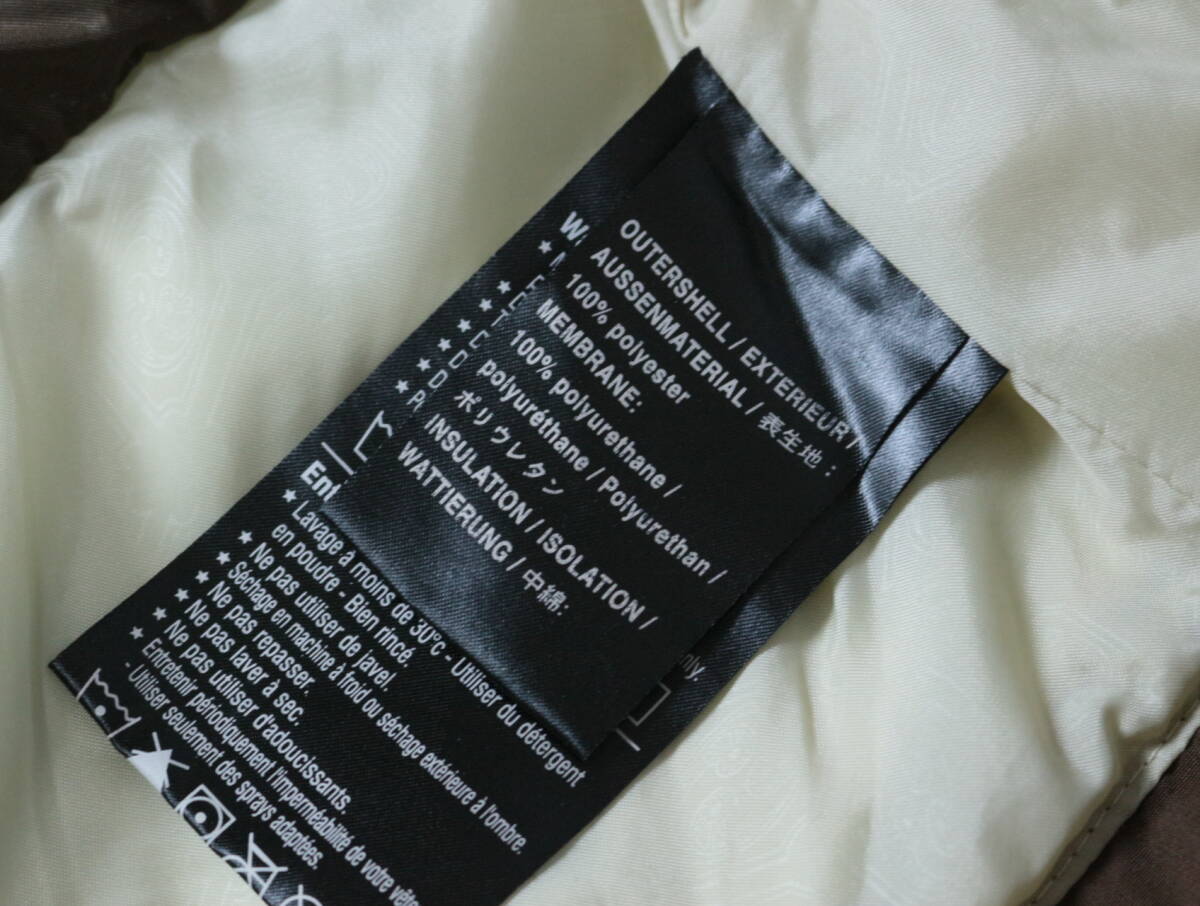 OUTERSHELL / EXTERIEUR /
AUSSENMATERIAL / 表生地 :
100% polyester
MEMBRANE:
100% polyurethane /
polyuréthane / Polyurethan /
ポリウレタン
INSULATION / ISOLATION /
WATTIERUNG / 中綿:
nly.
Ent
★ Lavage à moins de 30°c - Utiliser du détergent
en poudre - Bien rincé.
★ Ne pas utiliser de javel.
★ Séchage en machine à foid ou séchage extérieure à l'ombre.
★ Ne pas repasser.
★ Ne pas laver à sec.
★ Ne pas utiliser d'adoucissants.
★ Entretenir périodiquement l'imperméabilité de votre vête
- Utiliser seulement des sprays adaptées.